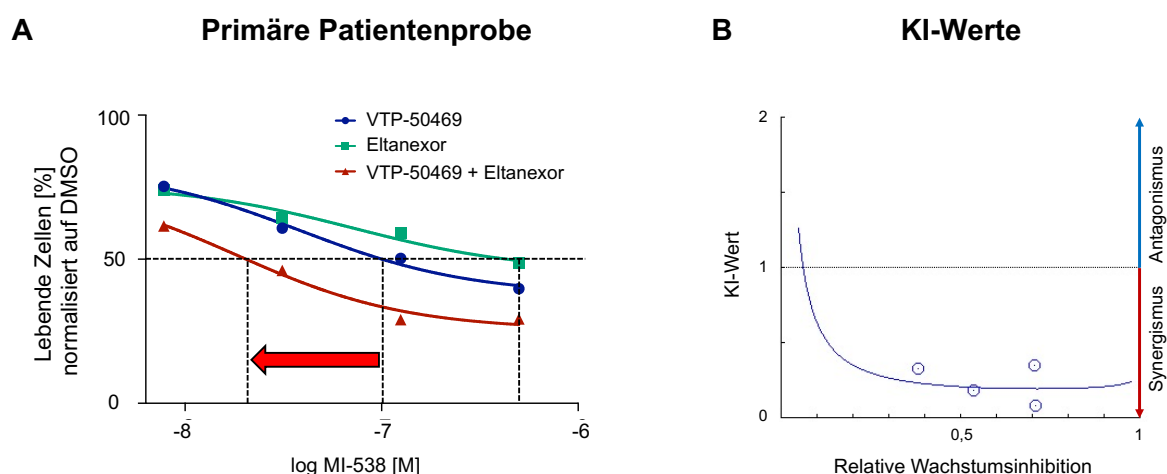 A
Primäre Patientenprobe
Lebende Zellen [%]
normalisiert auf DMSO
100
50
0
VTP-50469
Eltanexor
VTP-50469 + Eltanexor
-8
-7
-6
log MI-538 [M]
B
KI-Werte
KI-Wert
2
1
0
0,5
1
Relative Wachstumsinhibition
Antagonismus
Synergismus